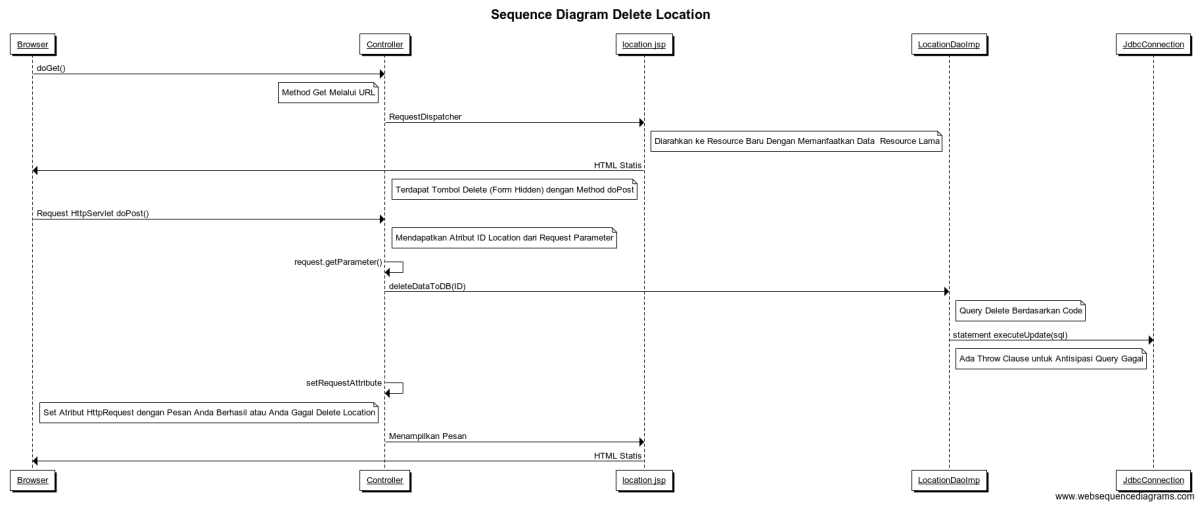 Sequence Diagram Delete Location
Browser
Controller
location jsp
LocationDaoImp
JdbcConnection
doGet()
Method Get Melalui URL
RequestDispatcher
Diarahkan ke Resource Baru Dengan Memanfaatkan Data  Resource Lama
HTML Statis
Terdapat Tombol Delete (Form Hidden) dengan Method doPost
Request HttpServlet doPost()
Mendapatkan Atribut ID Location dari Request Parameter
request.getParameter()
deleteDataToDB(ID)
Query Delete Berdasarkan Code
statement executeUpdate(sql)
Ada Throw Clause untuk Antisipasi Query Gagal
setRequestAttribute
Set Atribut HttpRequest dengan Pesan Anda Berhasil atau Anda Gagal Delete Location
Menampilkan Pesan
HTML Statis
Browser
Controller
location jsp
LocationDaoImp
JdbcConnection
www.websequencediagrams.com